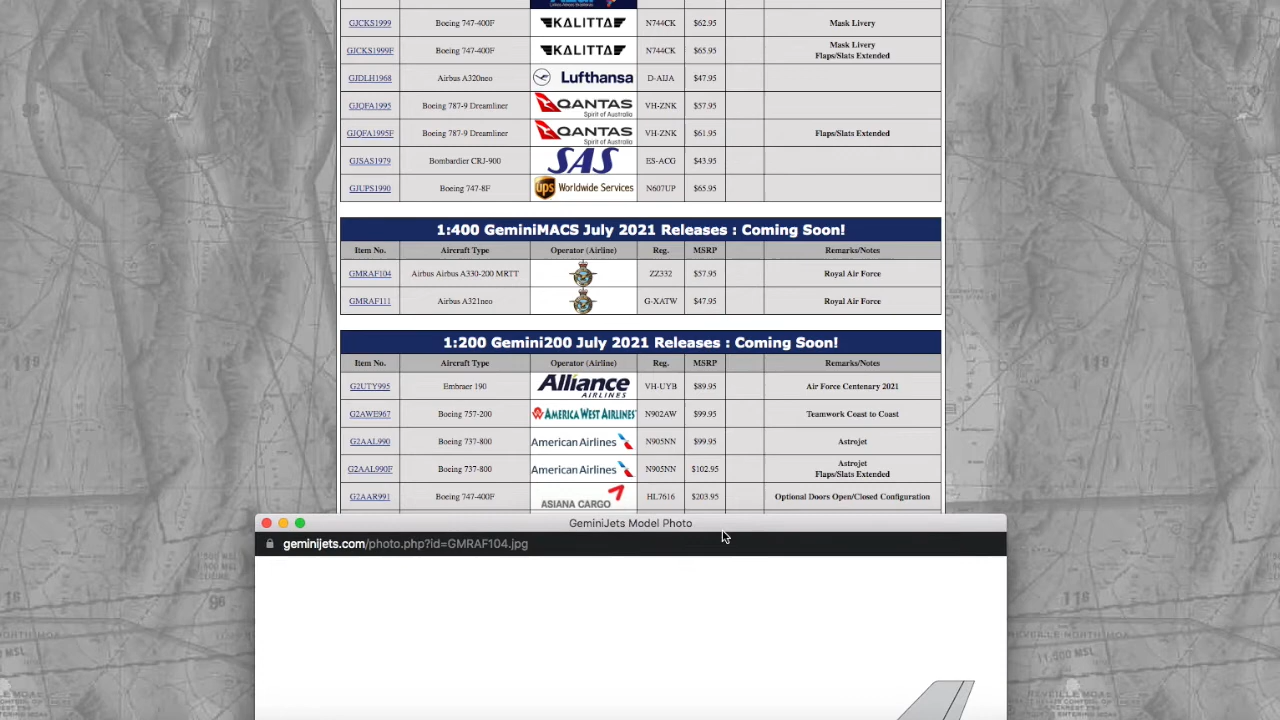 GJCKS1999 Boeing 747-400F KALITTA N744CK $62.95 Mask Livery
GJCKS1999F Boeing 747-400F KALITTA N744CK $65.95 Mask Livery
Flaps/Slats Extended
GJDLH1968 Airbus A320neo Lufthansa D-AIJA $47.95
GJQFA1995 Boeing 787-9 Dreamliner QANTAS VH-ZNK $57.95
Spirit of Australia
GJQFA1995F Boeing 787-9 Dreamliner QANTAS VH-ZNK $61.95 Flaps/Slats Extended
Spirit of Australia
GJSAS1979 Bombardier CRJ-900 SAS ES-ACG $43.95
GJUPS1990 Boeing 747-8F ups Worldwide Services N607UP $65.95
1:400 GeminiMACS July 2021 Releases : Coming Soon!
Item No. Aircraft Type Operator (Airline) Reg. MSRP Remarks/Notes
GMRAF104 Airbus Airbus A330-200 MRTT ZZ332 $57.95 Royal Air Force
GMRAF111 Airbus A321neo G-XATW $47.95 Royal Air Force
1:200 Gemini200 July 2021 Releases : Coming Soon!
Item No. Aircraft Type Operator (Airline) Reg. MSRP Remarks/Notes
G2UTY995 Embraer 190 Alliance AIRLINES VH-UYB $89.95 Air Force Centenary 2021
G2AWE967 Boeing 757-200 AMERICA WEST AIRLINES N902AW $99.95 Teamwork Coast to Coast
G2AAL990 Boeing 737-800 American Airlines N905NN $99.95 Astrojet
G2AAL990F Boeing 737-800 American Airlines N905NN $102.95 Astrojet
Flaps/Slats Extended
G2AAR991 Boeing 747-400F ASIANA CARGO HL7616 $203.95 Optional Doors Open/Closed Configuration
GeminiJets Model Photo
geminijets.com/photo.php?id=GMRAF104.jpg